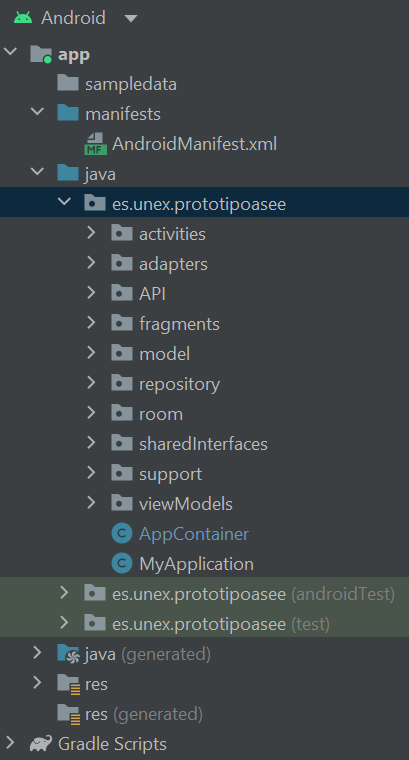 Android
app
sampledata
manifests
MF AndroidManifest.xml
java
es.unex.prototipoasee
activities
adapters
API
fragments
model
repository
room
sharedInterfaces
support
viewModels
C AppContainer
C MyApplication
es.unex.prototipoasee (androidTest)
es.unex.prototipoasee (test)
java (generated)
res
res (generated)
Gradle Scripts